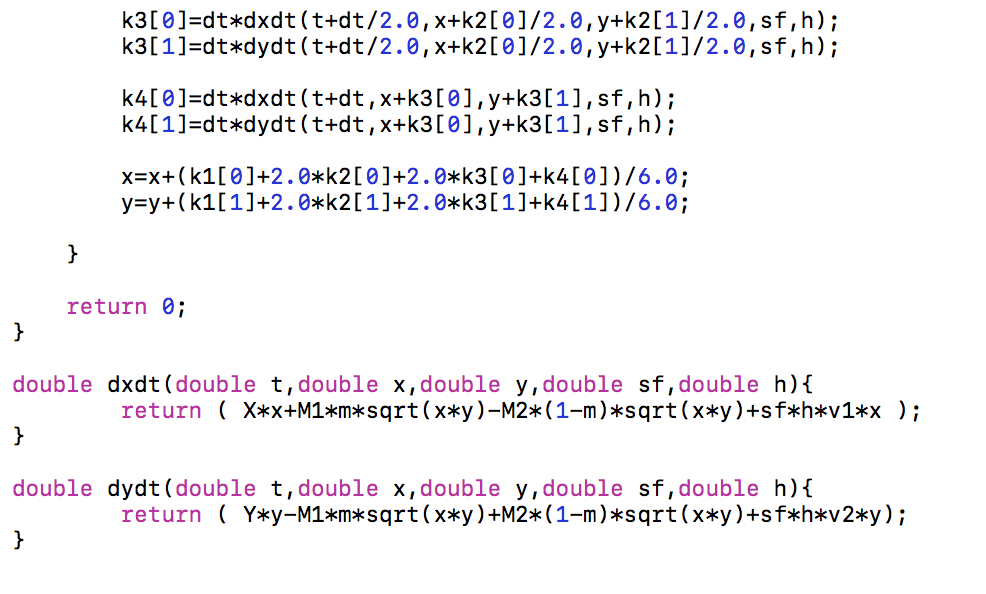 k3[0]=dt*dxdt(t+dt/2.0,x+k2[0]/2.0,y+k2[1]/2.0,sf,h);
k3[1]=dt*dydt(t+dt/2.0,x+k2[0]/2.0,y+k2[1]/2.0,sf,h);
k4[0]=dt*dxdt(t+dt,x+k3[0],y+k3[1],sf,h);
k4[1]=dt*dydt(t+dt,x+k3[0],y+k3[1],sf,h);
x=x+(k1[0]+2.0*k2[0]+2.0*k3[0]+k4[0])/6.0;
y=y+(k1[1]+2.0*k2[1]+2.0*k3[1]+k4[1])/6.0;
}
return 0;
}
double dxdt(double t,double x,double y,double sf,double h){
return ( X*x+M1*m*sqrt(x*y)-M2*(1-m)*sqrt(x*y)+sf*h*v1*x );
}
double dydt(double t,double x,double y,double sf,double h){
return ( Y*y-M1*m*sqrt(x*y)+M2*(1-m)*sqrt(x*y)+sf*h*v2*y);
}